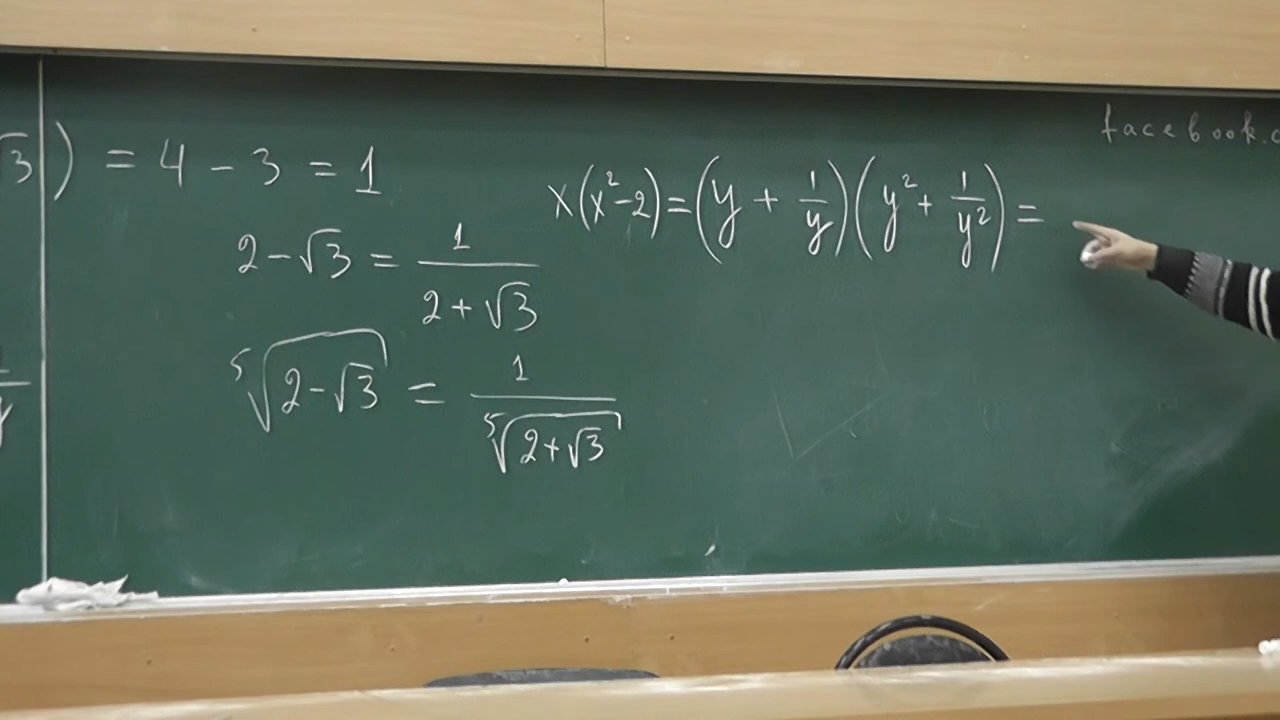 √3) = 4 - 3 = 1
2-√3 = 1/(2+√3)
⁵√(2-√3) = 1/⁵√(2+√3)
x(x²-2)=(y + 1/y)(y² + 1/y²) =
facebook.c